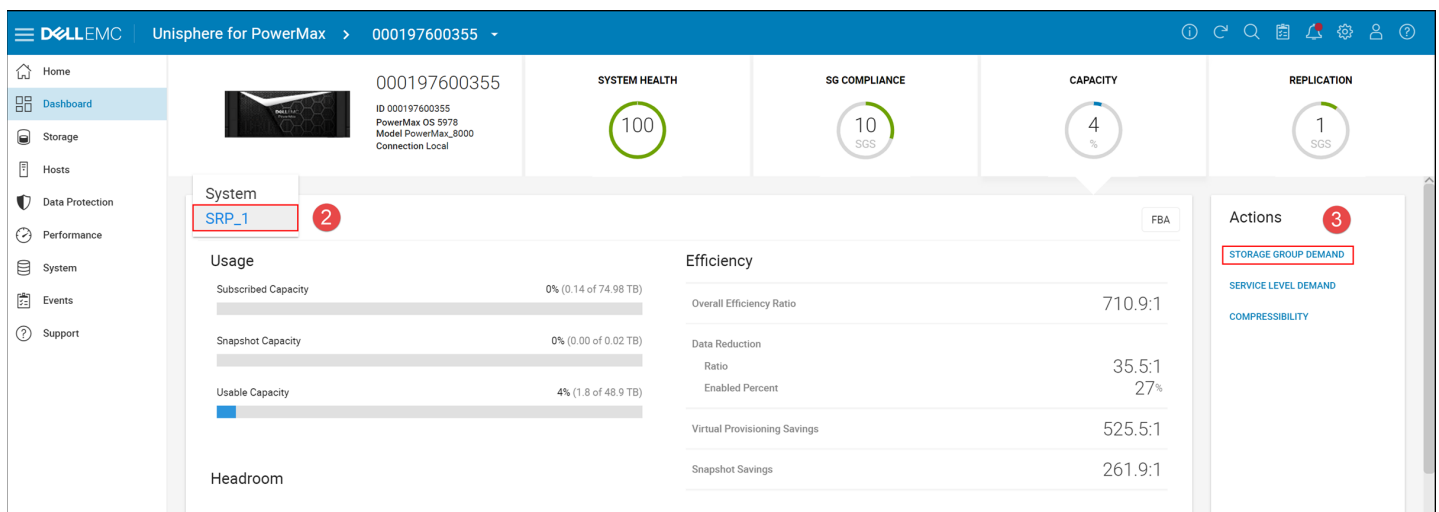 DELLEMC Unisphere for PowerMax > 000197600355
Home
Dashboard
Storage
Hosts
Data Protection
Performance
System
Events
Support
000197600355
ID 000197600355
PowerMax OS 5978
Model PowerMax_8000
Connection Local
SYSTEM HEALTH
100
SG COMPLIANCE
10
SGS
CAPACITY
4
%
REPLICATION
1
SGS
System
SRP_1 2
FBA
Usage
Subscribed Capacity 0% (0.14 of 74.98 TB)
Snapshot Capacity 0% (0.00 of 0.02 TB)
Usable Capacity 4% (1.8 of 48.9 TB)
Headroom
Efficiency
Overall Efficiency Ratio 710.9:1
Data Reduction
Ratio 35.5:1
Enabled Percent 27%
Virtual Provisioning Savings 525.5:1
Snapshot Savings 261.9:1
Actions 3
STORAGE GROUP DEMAND
SERVICE LEVEL DEMAND
COMPRESSIBILITY